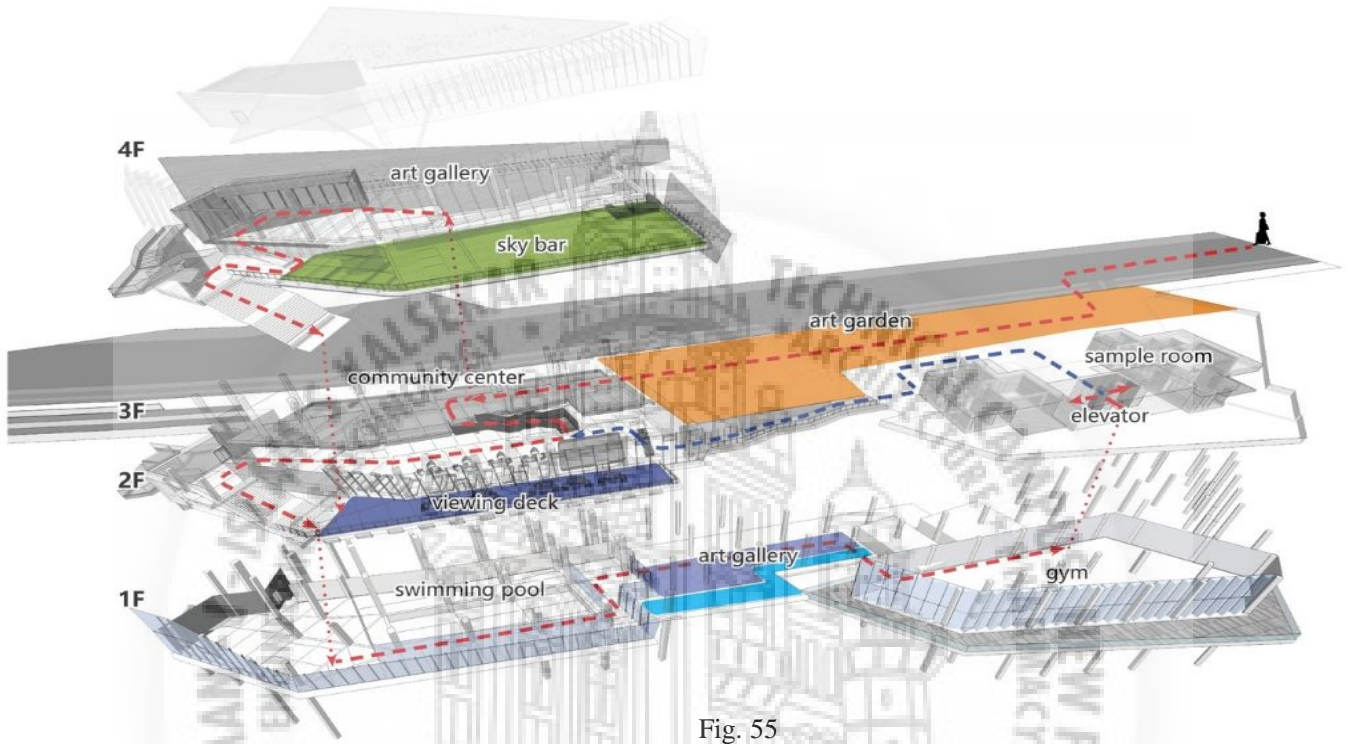 4F
art gallery
sky bar
art garden
community center
sample room
3F
elevator
2F
viewing deck
art gallery
swimming pool
gym
1F
Fig. 55
TECHNIC